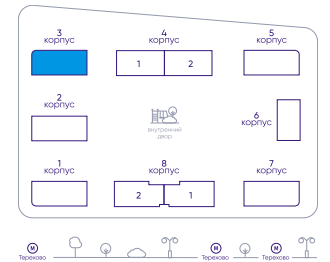 3
корпус
4
корпус
5
корпус
1 2
2
корпус
внутренний
двор
6
корпус
1
корпус
8
корпус
7
корпус
2 1
М М М
Терехово Терехово Терехово